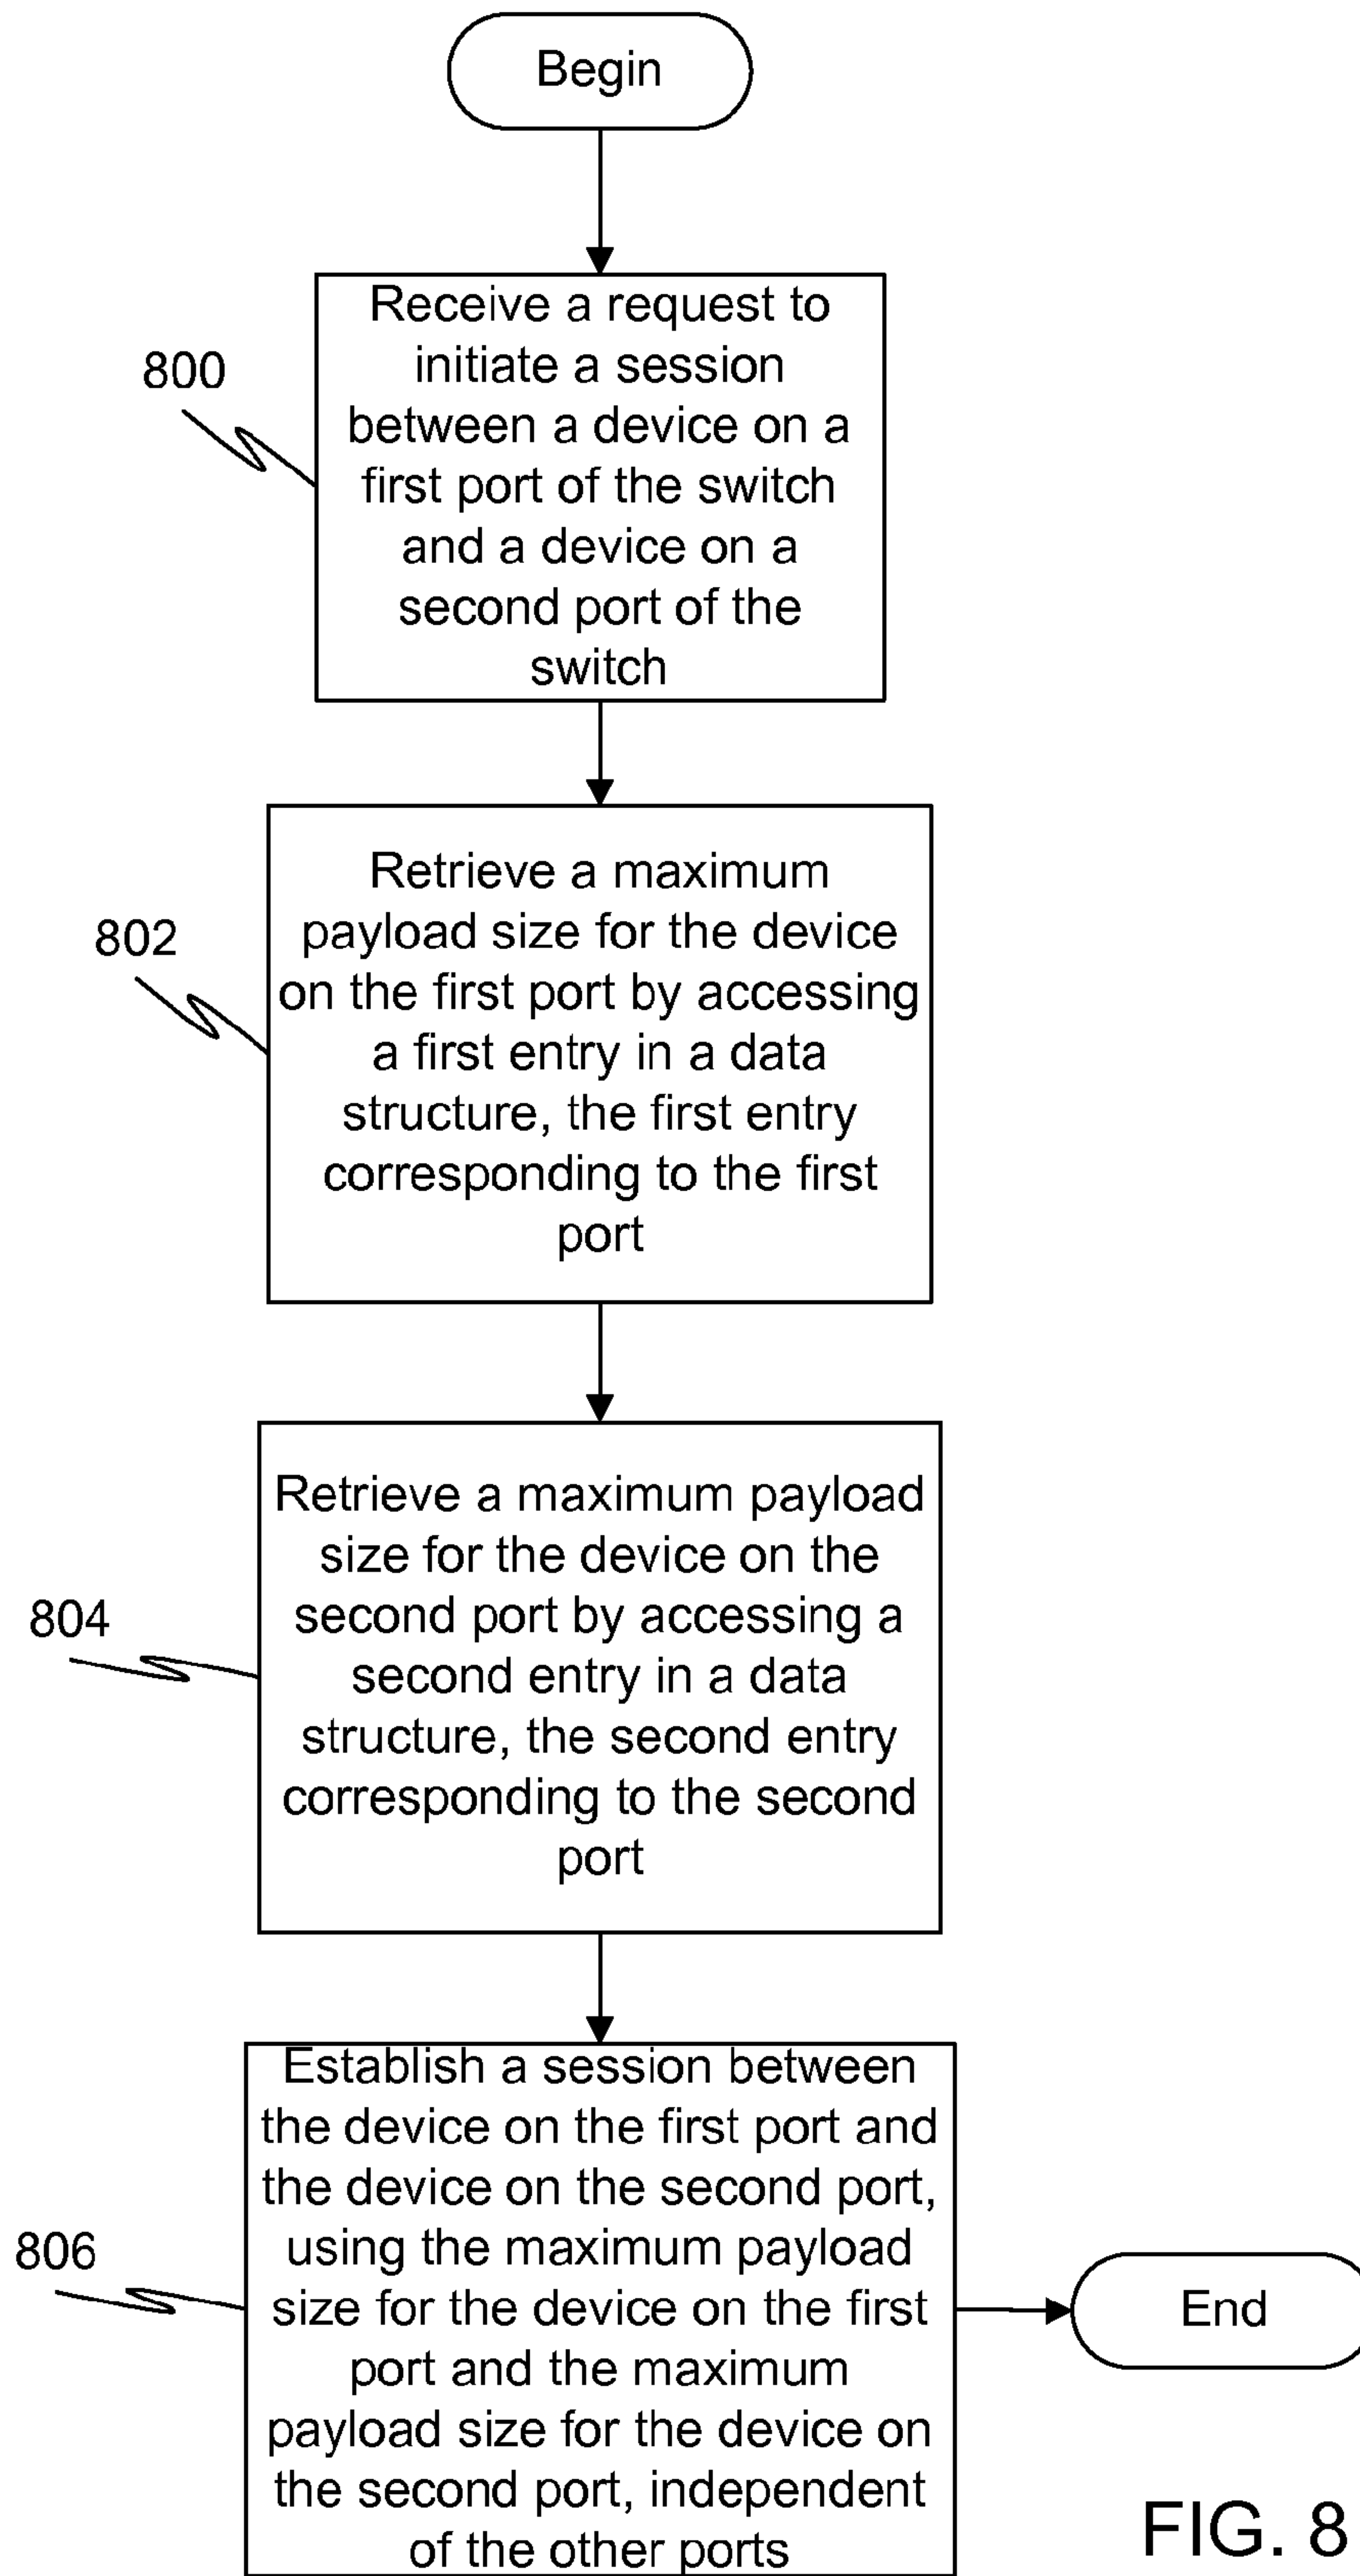 Begin
800
Receive a request to
initiate a session
between a device on a
first port of the switch
and a device on a
second port of the
switch
802
Retrieve a maximum
payload size for the device
on the first port by accessing
a first entry in a data
structure, the first entry
corresponding to the first
port
804
Retrieve a maximum payload
size for the device on the
second port by accessing a
second entry in a data
structure, the second entry
corresponding to the second
port
806
Establish a session between
the device on the first port and
the device on the second port,
using the maximum payload
size for the device on the first
port and the maximum
payload size for the device on
the second port, independent
of the other ports
End
FIG. 8